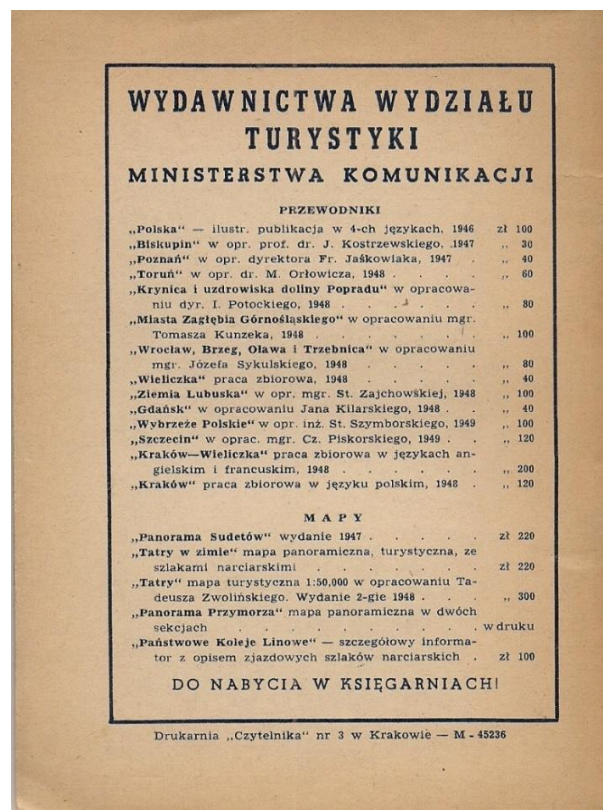 WYDAWNICTWA WYDZIAŁU
TURYSTYKI
MINISTERSTWA KOMUNIKACJI
PRZEWODNIKI
„Polska“ — ilustr. publikacja w 4-ch językach, 1946 zł 100
„Biskupin“ w opr. prof. dr. J. Kostrzewskiego, 1947 „ 30
„Poznań“ w opr. dyrektora Fr. Jaśkowiaka, 1947 . „ 40
„Toruń“ w opr. dr. M. Orłowicza, 1948 . . . . „ 60
„Krynica i uzdrowiska doliny Popradu“ w opracowa-
niu dyr. I. Potockiego, 1948 . . . . . „ 80
„Miasta Zagłębia Górnośląskiego“ w opracowaniu mgr.
Tomasza Kunzeka, 1948 . . . . . . „ 100
„Wrocław, Brzeg, Oława i Trzebnica“ w opracowaniu
mgr. Józefa Sykulskiego, 1948 . . . . . „ 80
„Wieliczka“ praca zbiorowa, 1948 . . . . . „ 40
„Ziemia Lubuska“ w opr. mgr. St. Zajchowskiej, 1948 „ 100
„Gdańsk“ w opracowaniu Jana Kilarskiego, 1948 . . „ 40
„Wybrzeże Polskie“ w opr. inż. St. Szymborskiego, 1949 „ 100
„Szczecin“ w oprac. mgr. Cz. Piskorskiego, 1949 . . „ 120
„Kraków—Wieliczka“ praca zbiorowa w językach an-
gielskim i francuskim, 1948 . . . . . „ 200
„Kraków“ praca zbiorowa w języku polskim, 1948 . „ 120
MAPY
„Panorama Sudetów“ wydanie 1947 . . . . . zł 220
„Tatry w zimie“ mapa panoramiczna, turystyczna, ze
szlakami narciarskimi . . . . . . zł 220
„Tatry“ mapa turystyczna 1:50,000 w opracowaniu Ta-
deusza Zwolińskiego. Wydanie 2-gie 1948 . . . „ 300
„Panorama Przymorza“ mapa panoramiczna w dwóch
sekcjach . . . . . . . . . w druku
„Państwowe Koleje Linowe“ — szczegółowy informa-
tor z opisem zjazdowych szlaków narciarskich . zł 100
DO NABYCIA W KSIĘGARNIACH!
Drukarnia „Czytelnika“ nr 3 w Krakowie — M - 45236